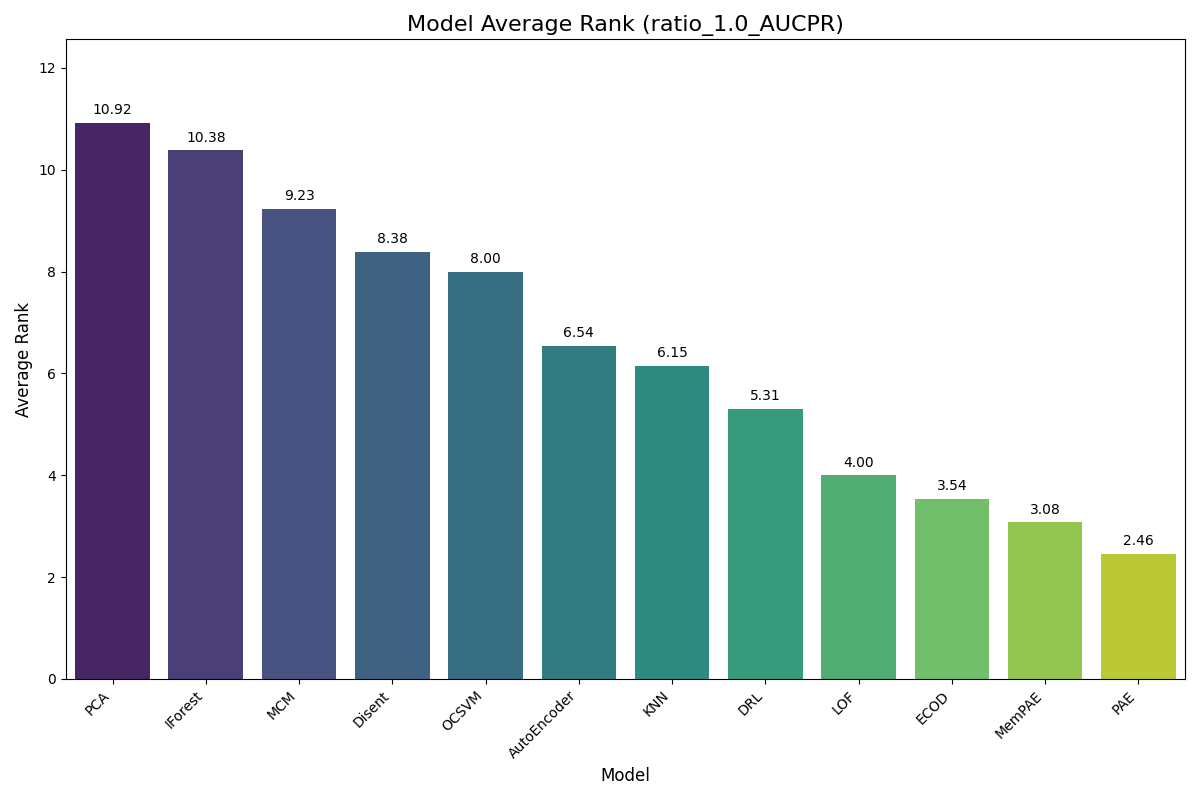 Model Average Rank (ratio_1.0_AUCPR)
Average Rank
12
10
8
6
4
2
0
10.92
10.38
9.23
8.38
8.00
6.54
6.15
5.31
4.00
3.54
3.08
2.46
PCA
IForest
MCM
Disent
OCSVM
AutoEncoder
KNN
DRL
LOF
ECOD
MemPAE
PAE
Model